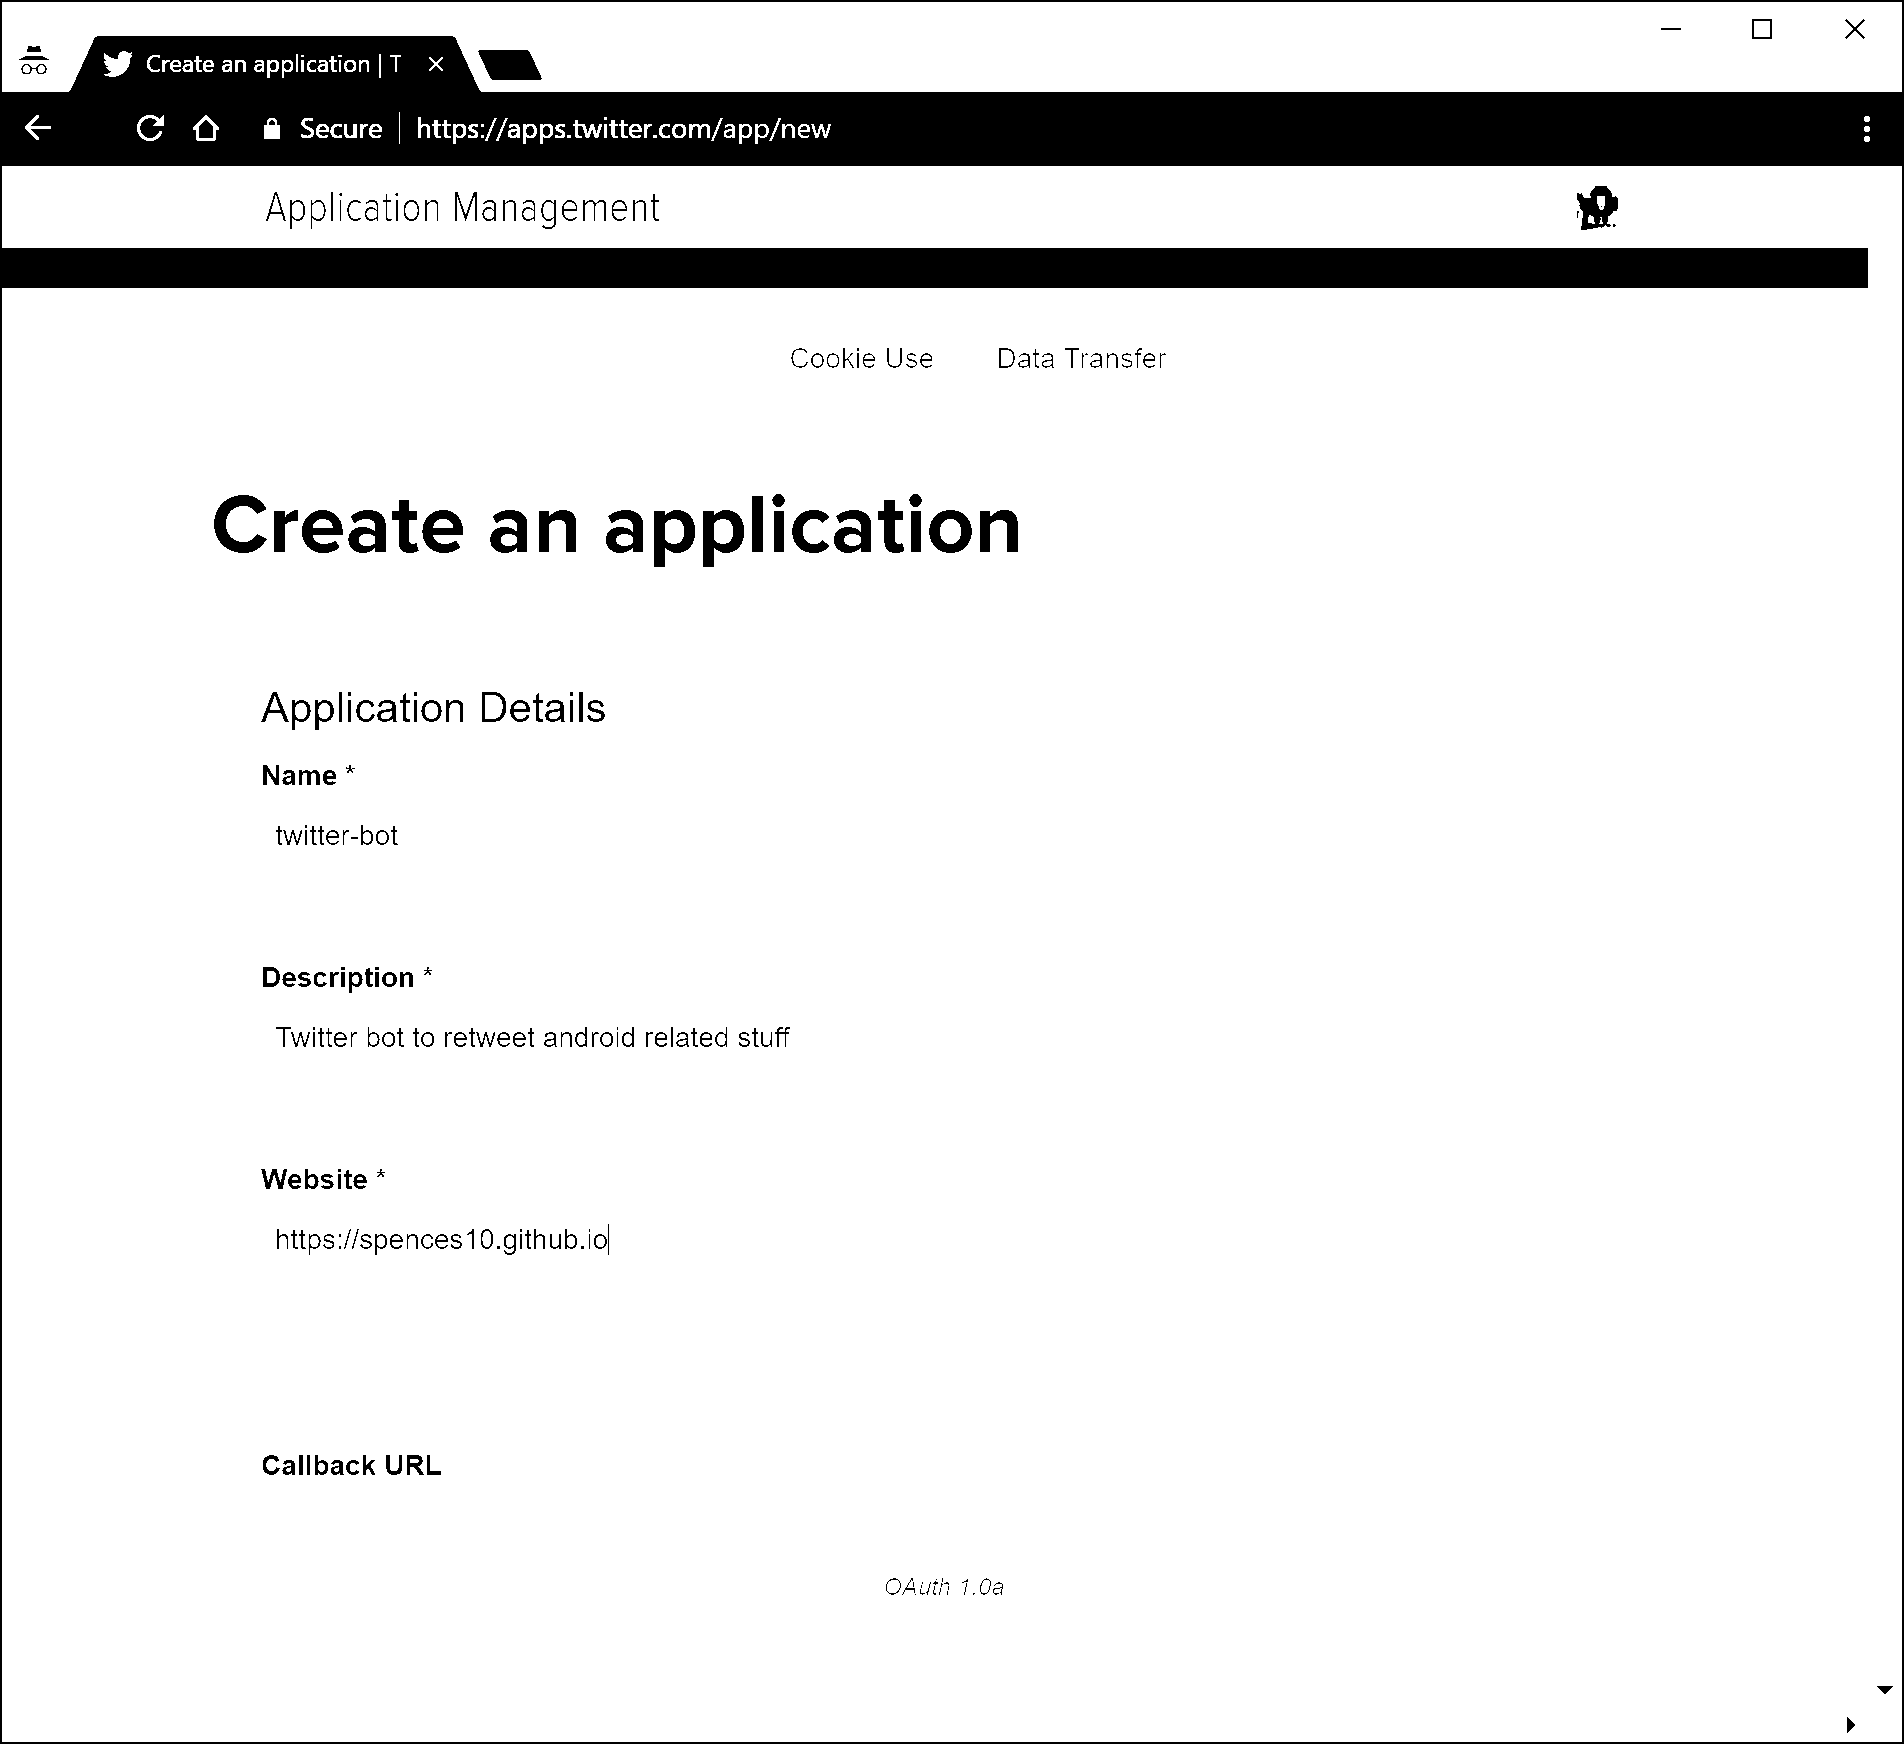 Create an application | T
Secure https://apps.twitter.com/app/new
Application Management
Cookie Use Data Transfer
Create an application
Application Details
Name *
twitter-bot
Description *
Twitter bot to retweet android related stuff
Website *
https://spences10.github.io
Callback URL
OAuth 1.0a